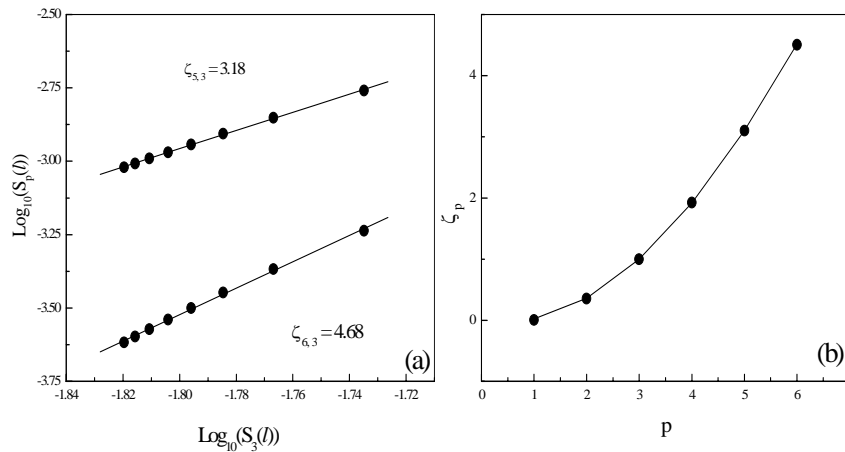 -2.50
-2.75
-3.00
-3.25
-3.50
-3.75
Log₁₀(Sₚ(l))
ζ₅,₃ = 3.18
ζ₆,₃ = 4.68
(a)
-1.84 -1.82 -1.80 -1.78 -1.76 -1.74 -1.72
Log₁₀(S₃(l))
4
2
0
ζₚ
(b)
0 1 2 3 4 5 6
p